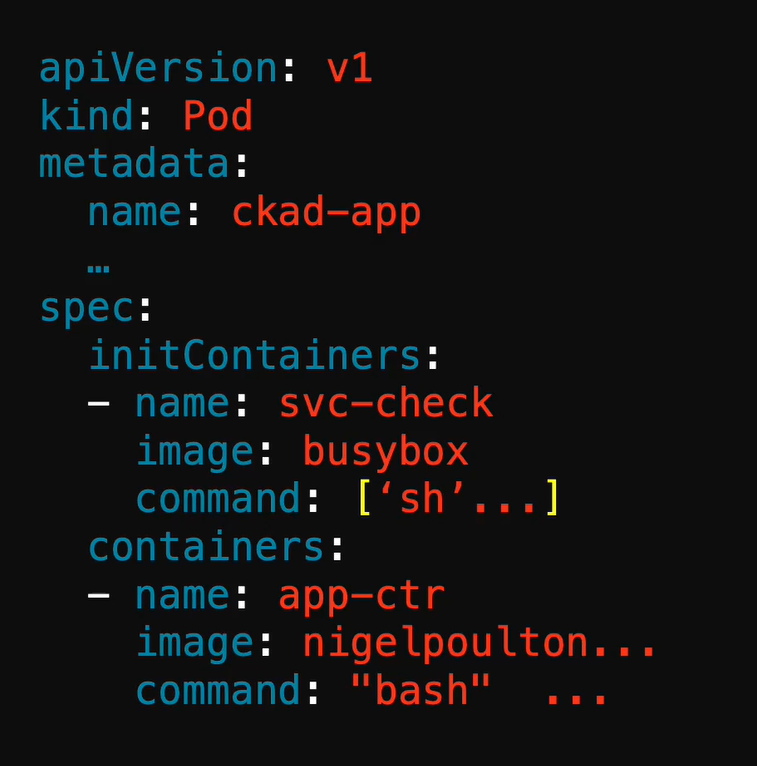 apiVersion: v1
kind: Pod
metadata:
  name: ckad-app
  …
spec:
  initContainers:
  - name: svc-check
    image: busybox
    command: [‘sh’...]
  containers:
  - name: app-ctr
    image: nigelpoulton...
    command: "bash"  ...